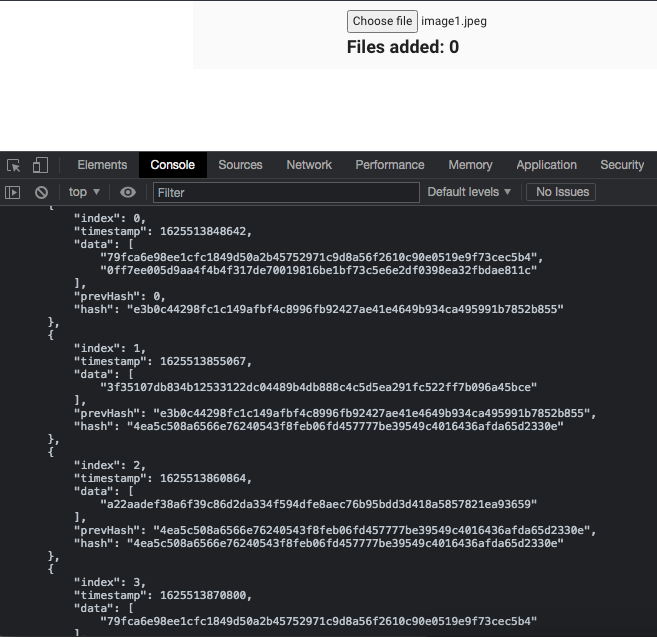 Choose file image1.jpeg
Files added: 0
Elements Console Sources Network Performance Memory Application Security
top ▼ Filter Default levels ▼ No Issues
{
"index": 0,
"timestamp": 1625513848642,
"data": [
"79fca6e98ee1cfc1849d50a2b45752971c9d8a56f2610c90e0519e9f73cec5b4",
"0ff7ee005d9aa4f4b4f317de70019816be1bf73c5e6e2df0398ea32fbdae811c"
],
"prevHash": 0,
"hash": "e3b0c44298fc1c149afbf4c8996fb92427ae41e4649b934ca495991b7852b855"
},
{
"index": 1,
"timestamp": 1625513855067,
"data": [
"3f35107db834b12533122dc04489b4db888c4c5d5ea291fc522ff7b096a45bce"
],
"prevHash": "e3b0c44298fc1c149afbf4c8996fb92427ae41e4649b934ca495991b7852b855",
"hash": "4ea5c508a6566e76240543f8feb06fd457777be39549c4016436afda65d2330e"
},
{
"index": 2,
"timestamp": 1625513860864,
"data": [
"a22aadef38a6f39c86d2da334f594dfe8aec76b95bdd3d418a5857821ea93659"
],
"prevHash": "4ea5c508a6566e76240543f8feb06fd457777be39549c4016436afda65d2330e",
"hash": "4ea5c508a6566e76240543f8feb06fd457777be39549c4016436afda65d2330e"
},
{
"index": 3,
"timestamp": 1625513870800,
"data": [
"79fca6e98ee1cfc1849d50a2b45752971c9d8a56f2610c90e0519e9f73cec5b4"
]